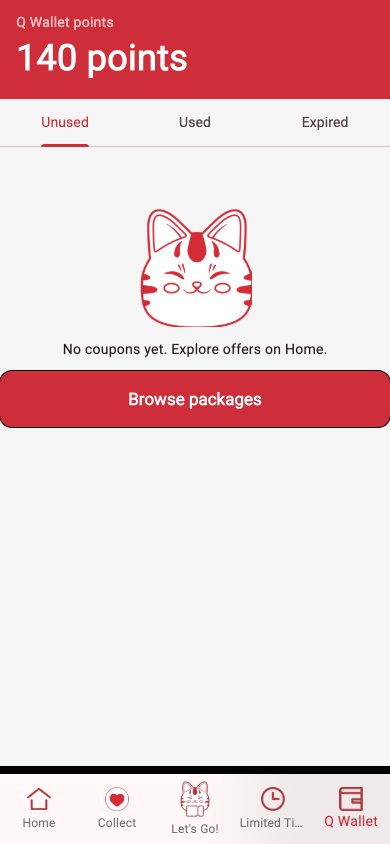 Q Wallet points
140 points
Unused
Used
Expired
No coupons yet. Explore offers on Home.
Browse packages
Home
Collect
Let's Go!
Limited Ti...
Q Wallet